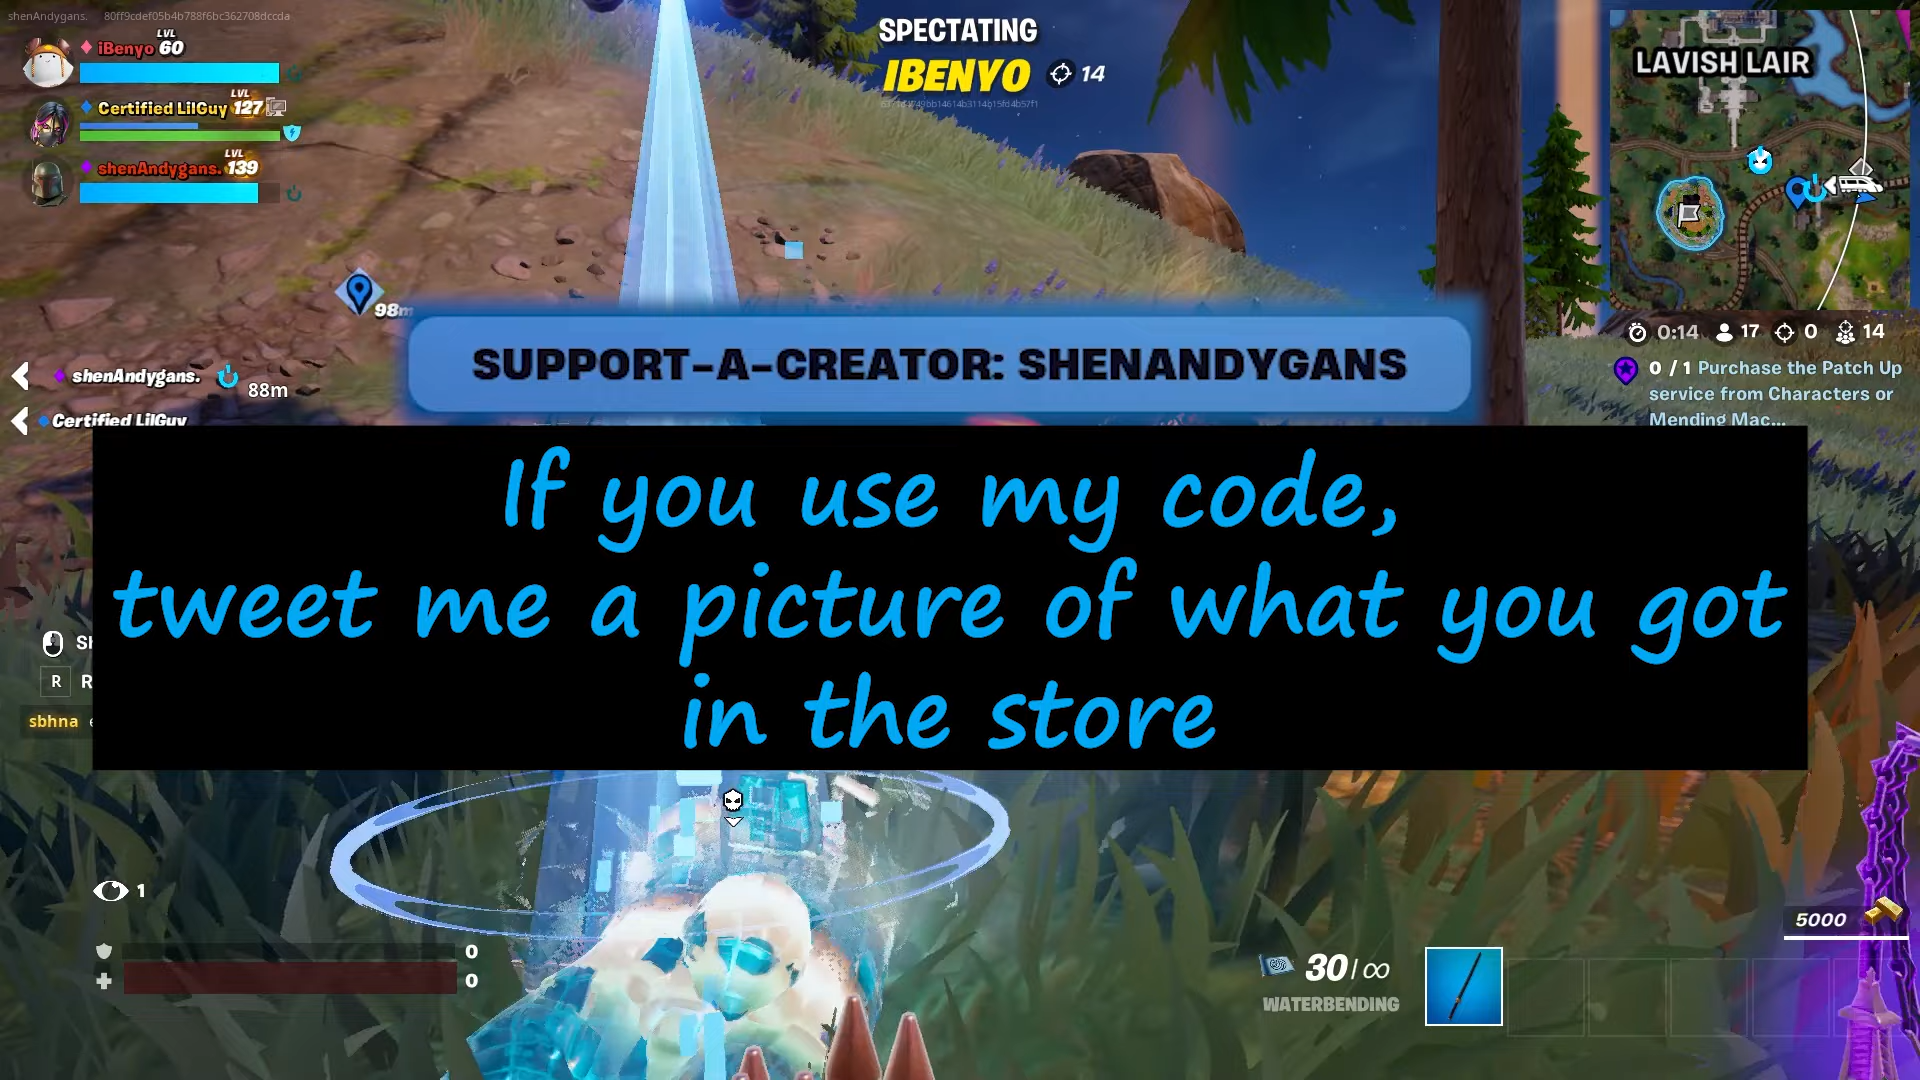 shenAndygans. 80ff9cdef05b4b788f6bc362708dccda
LVL
iBenyo 60
LVL
Certified LilGuy 127
LVL
shenAndygans. 139
SPECTATING
IBENYO 14
LAVISH LAIR
0:14 17 0 14
0 / 1 Purchase the Patch Up
service from Characters or
Mending Mac...
98m
shenAndygans. 88m
Certified LilGuy
SUPPORT-A-CREATOR: SHENANDYGANS
If you use my code,
tweet me a picture of what you got
in the store
R
sbhna
1
0
0
30/∞
WATERBENDING
5000